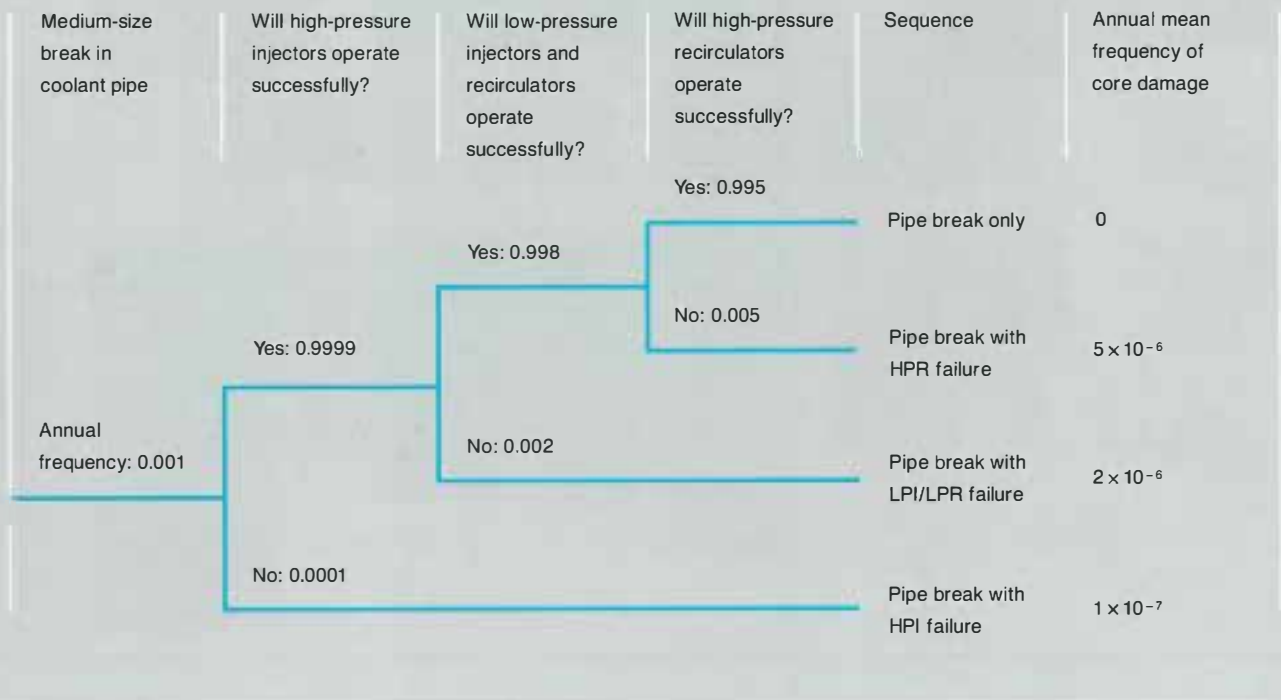 Medium-size
break in
coolant pipe
Will high-pressure
injectors operate
successfully?
Will low-pressure
injectors and
recirculators
operate
successfully?
Will high-pressure
recirculators
operate
successfully?
Sequence
Annual mean
frequency of
core damage
Yes: 0.995
Pipe break only
0
Yes: 0.998
No: 0.005
Pipe break with
HPR failure
5 × 10⁻⁶
Yes: 0.9999
Annual
frequency: 0.001
No: 0.002
Pipe break with
LPI/LPR failure
2 × 10⁻⁶
No: 0.0001
Pipe break with
HPI failure
1 × 10⁻⁷